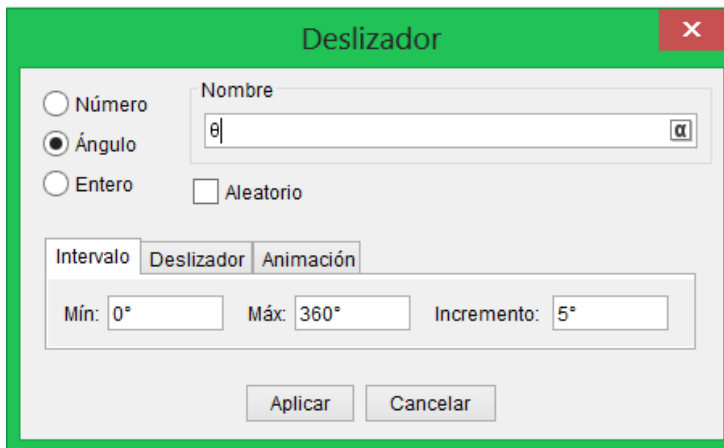 Deslizador
Número
Ángulo
Entero
Nombre
θ
α
Aleatorio
Intervalo Deslizador Animación
Mín: 0° Máx: 360° Incremento: 5°
Aplicar Cancelar